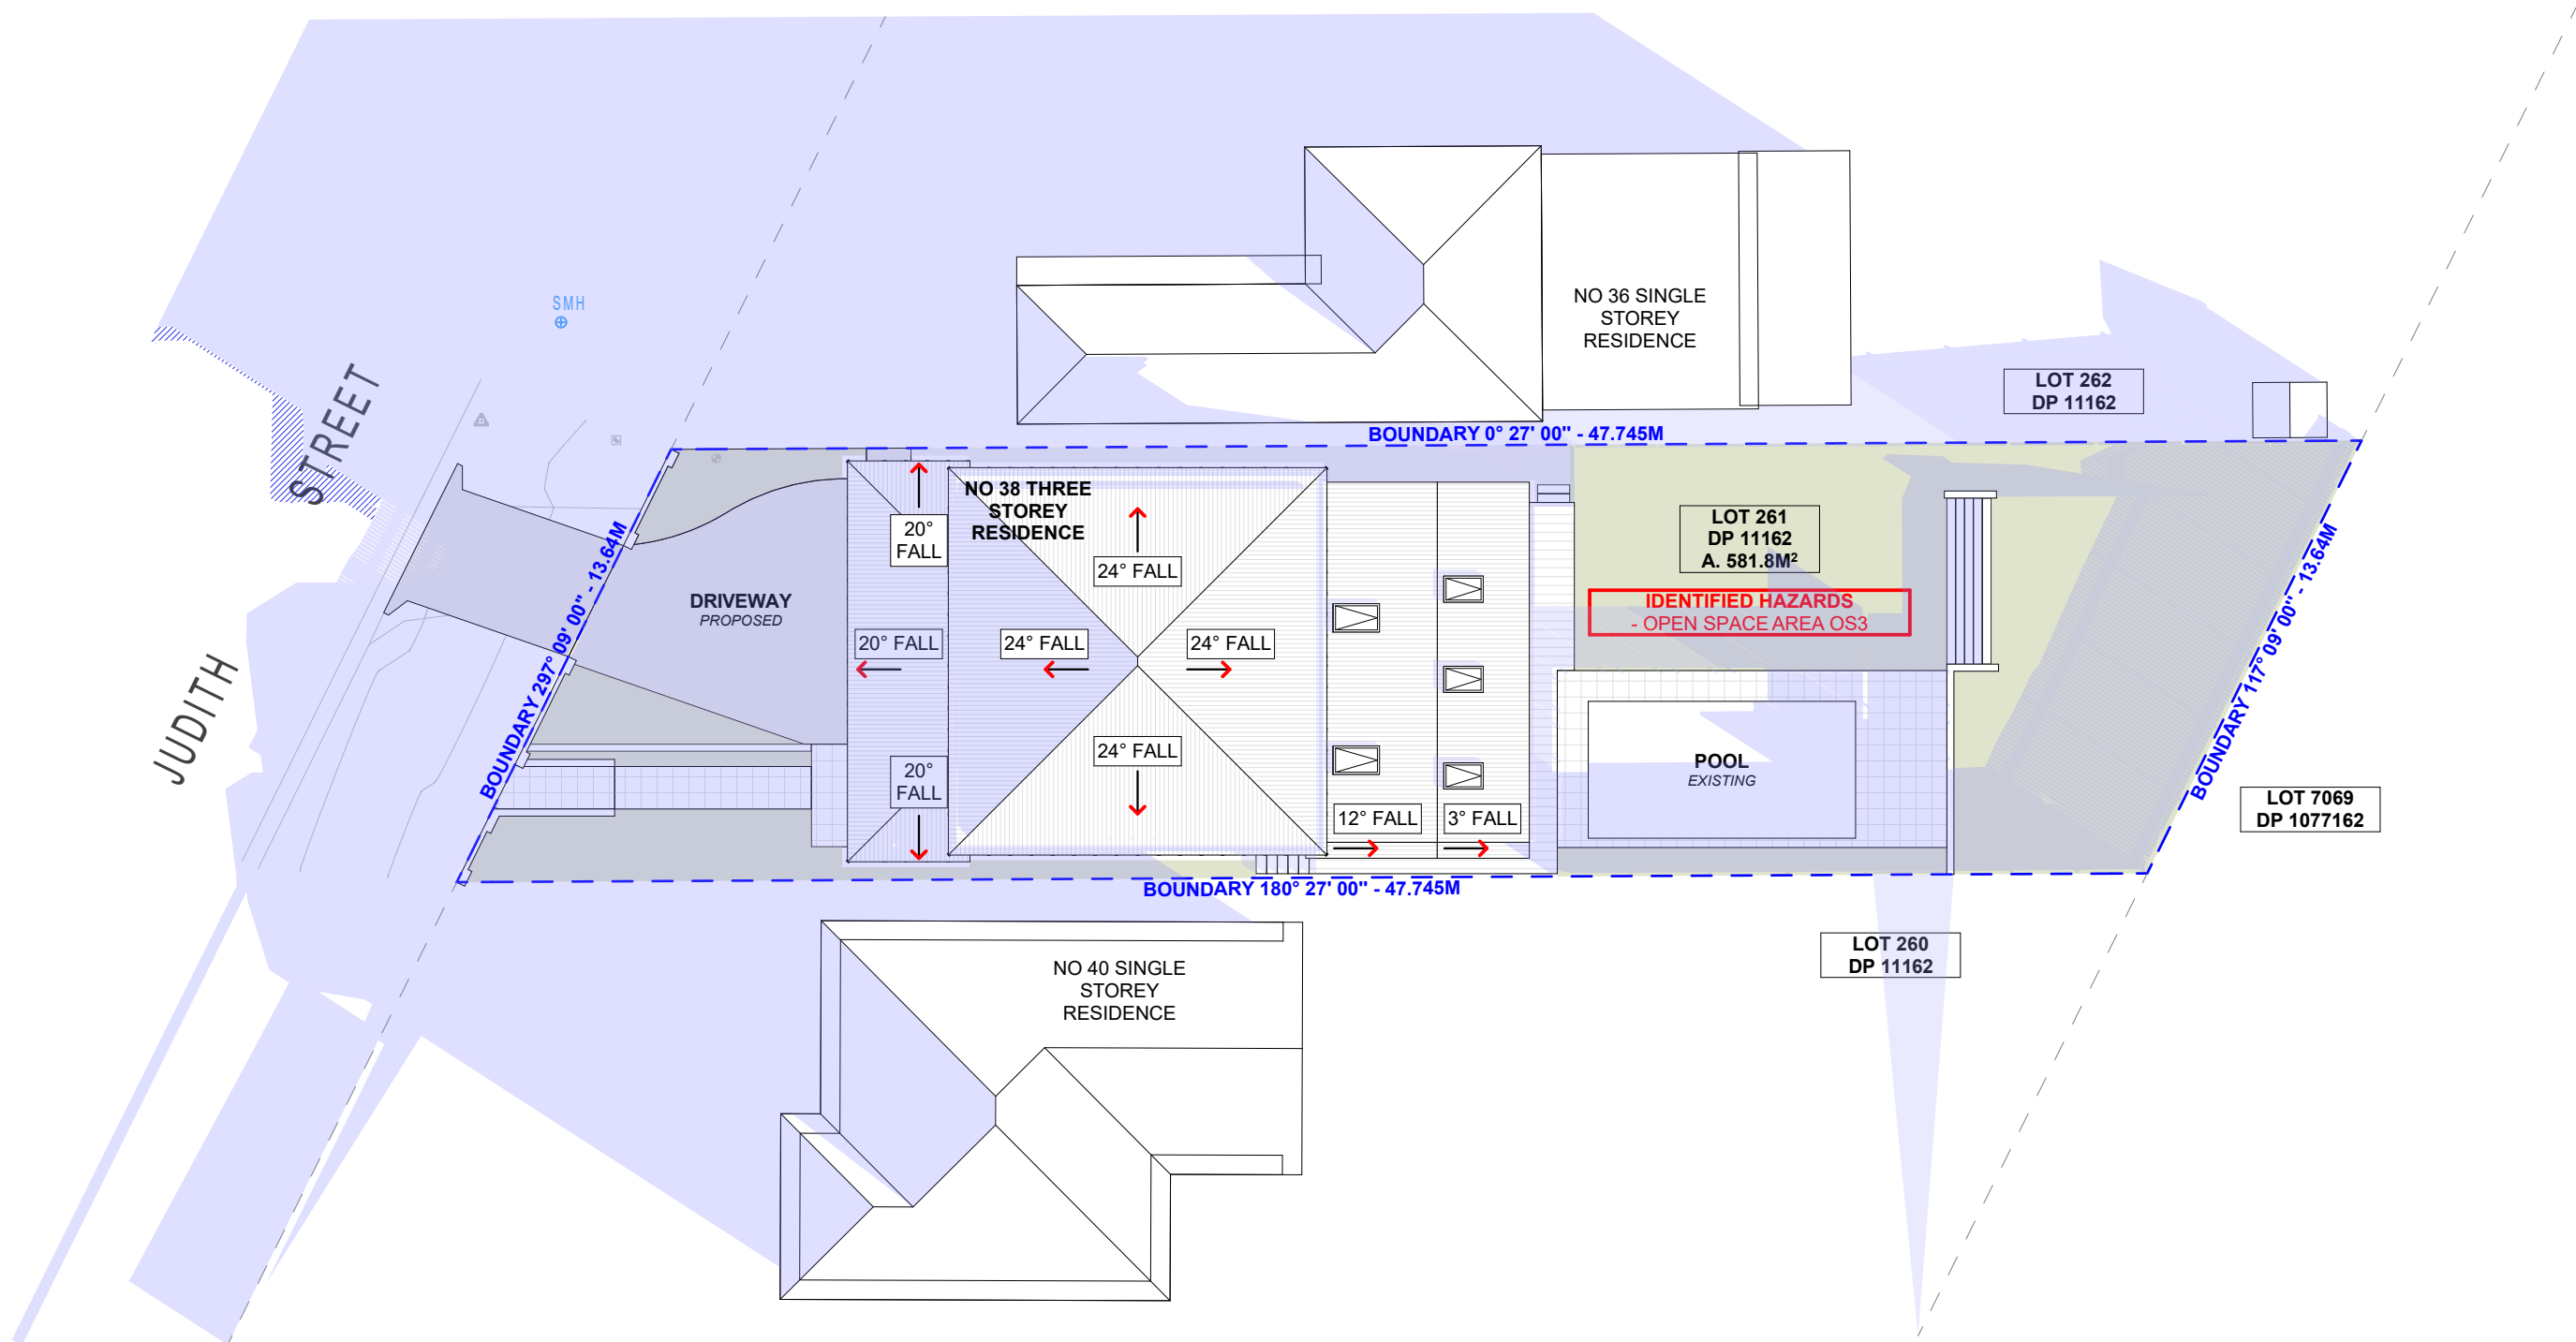 SMH
STREET
JUDITH
NO 36 SINGLE
STOREY
RESIDENCE
LOT 262
DP 11162
BOUNDARY 0° 27' 00" - 47.745M
NO 38 THREE
STOREY
RESIDENCE
20°
FALL
24° FALL
LOT 261
DP 11162
A. 581.8M²
IDENTIFIED HAZARDS
- OPEN SPACE AREA OS3
BOUNDARY 297° 09' 00" - 13.64M
DRIVEWAY
PROPOSED
20° FALL
24° FALL
24° FALL
BOUNDARY 117° 09' 00" - 13.64M
24° FALL
20°
FALL
POOL
EXISTING
12° FALL
3° FALL
LOT 7069
DP 1077162
BOUNDARY 180° 27' 00" - 47.745M
LOT 260
DP 11162
NO 40 SINGLE
STOREY
RESIDENCE